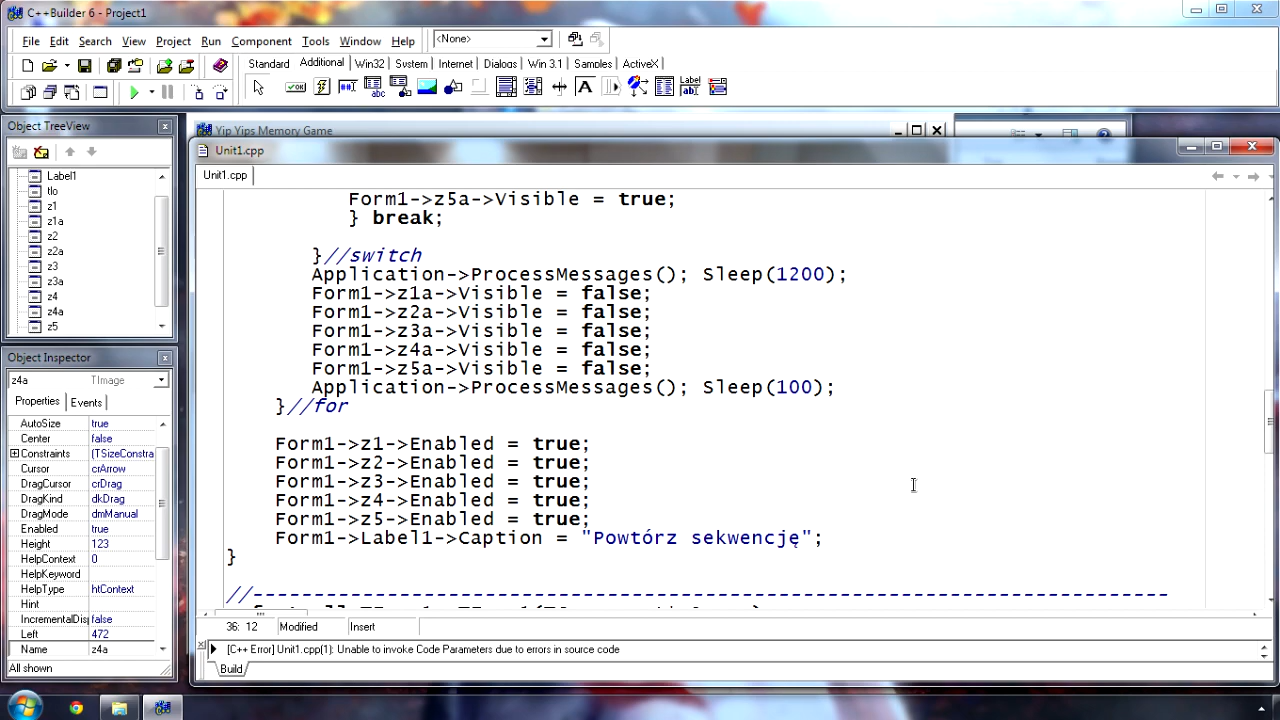 C++Builder 6 - Project1
File Edit Search View Project Run Component Tools Window Help <None>
Standard Additional Win32 System Internet Dialogs Win 3.1 Samples ActiveX
Object TreeView
Label1
tlo
z1
z1a
z2
z2a
z3
z3a
z4
z4a
z5
Object Inspector
z4a TImage
Properties Events
AutoSize true
Center false
Constraints (TSizeConstra
Cursor crArrow
DragCursor crDrag
DragKind dkDrag
DragMode dmManual
Enabled true
Height 123
HelpContext 0
HelpKeyword
HelpType htContext
Hint
IncrementalDisp false
Left 472
Name z4a
All shown
Yip Yips Memory Game
Unit1.cpp
Unit1.cpp
Form1->z5a->Visible = true;
} break;
}//switch
Application->ProcessMessages(); Sleep(1200);
Form1->z1a->Visible = false;
Form1->z2a->Visible = false;
Form1->z3a->Visible = false;
Form1->z4a->Visible = false;
Form1->z5a->Visible = false;
Application->ProcessMessages(); Sleep(100);
}//for
Form1->z1->Enabled = true;
Form1->z2->Enabled = true;
Form1->z3->Enabled = true;
Form1->z4->Enabled = true;
Form1->z5->Enabled = true;
Form1->Label1->Caption = "Powtórz sekwencję";
}
//---------------------------------------------------------------------------
36: 12 Modified Insert
[C++ Error] Unit1.cpp(1): Unable to invoke Code Parameters due to errors in source code
Build